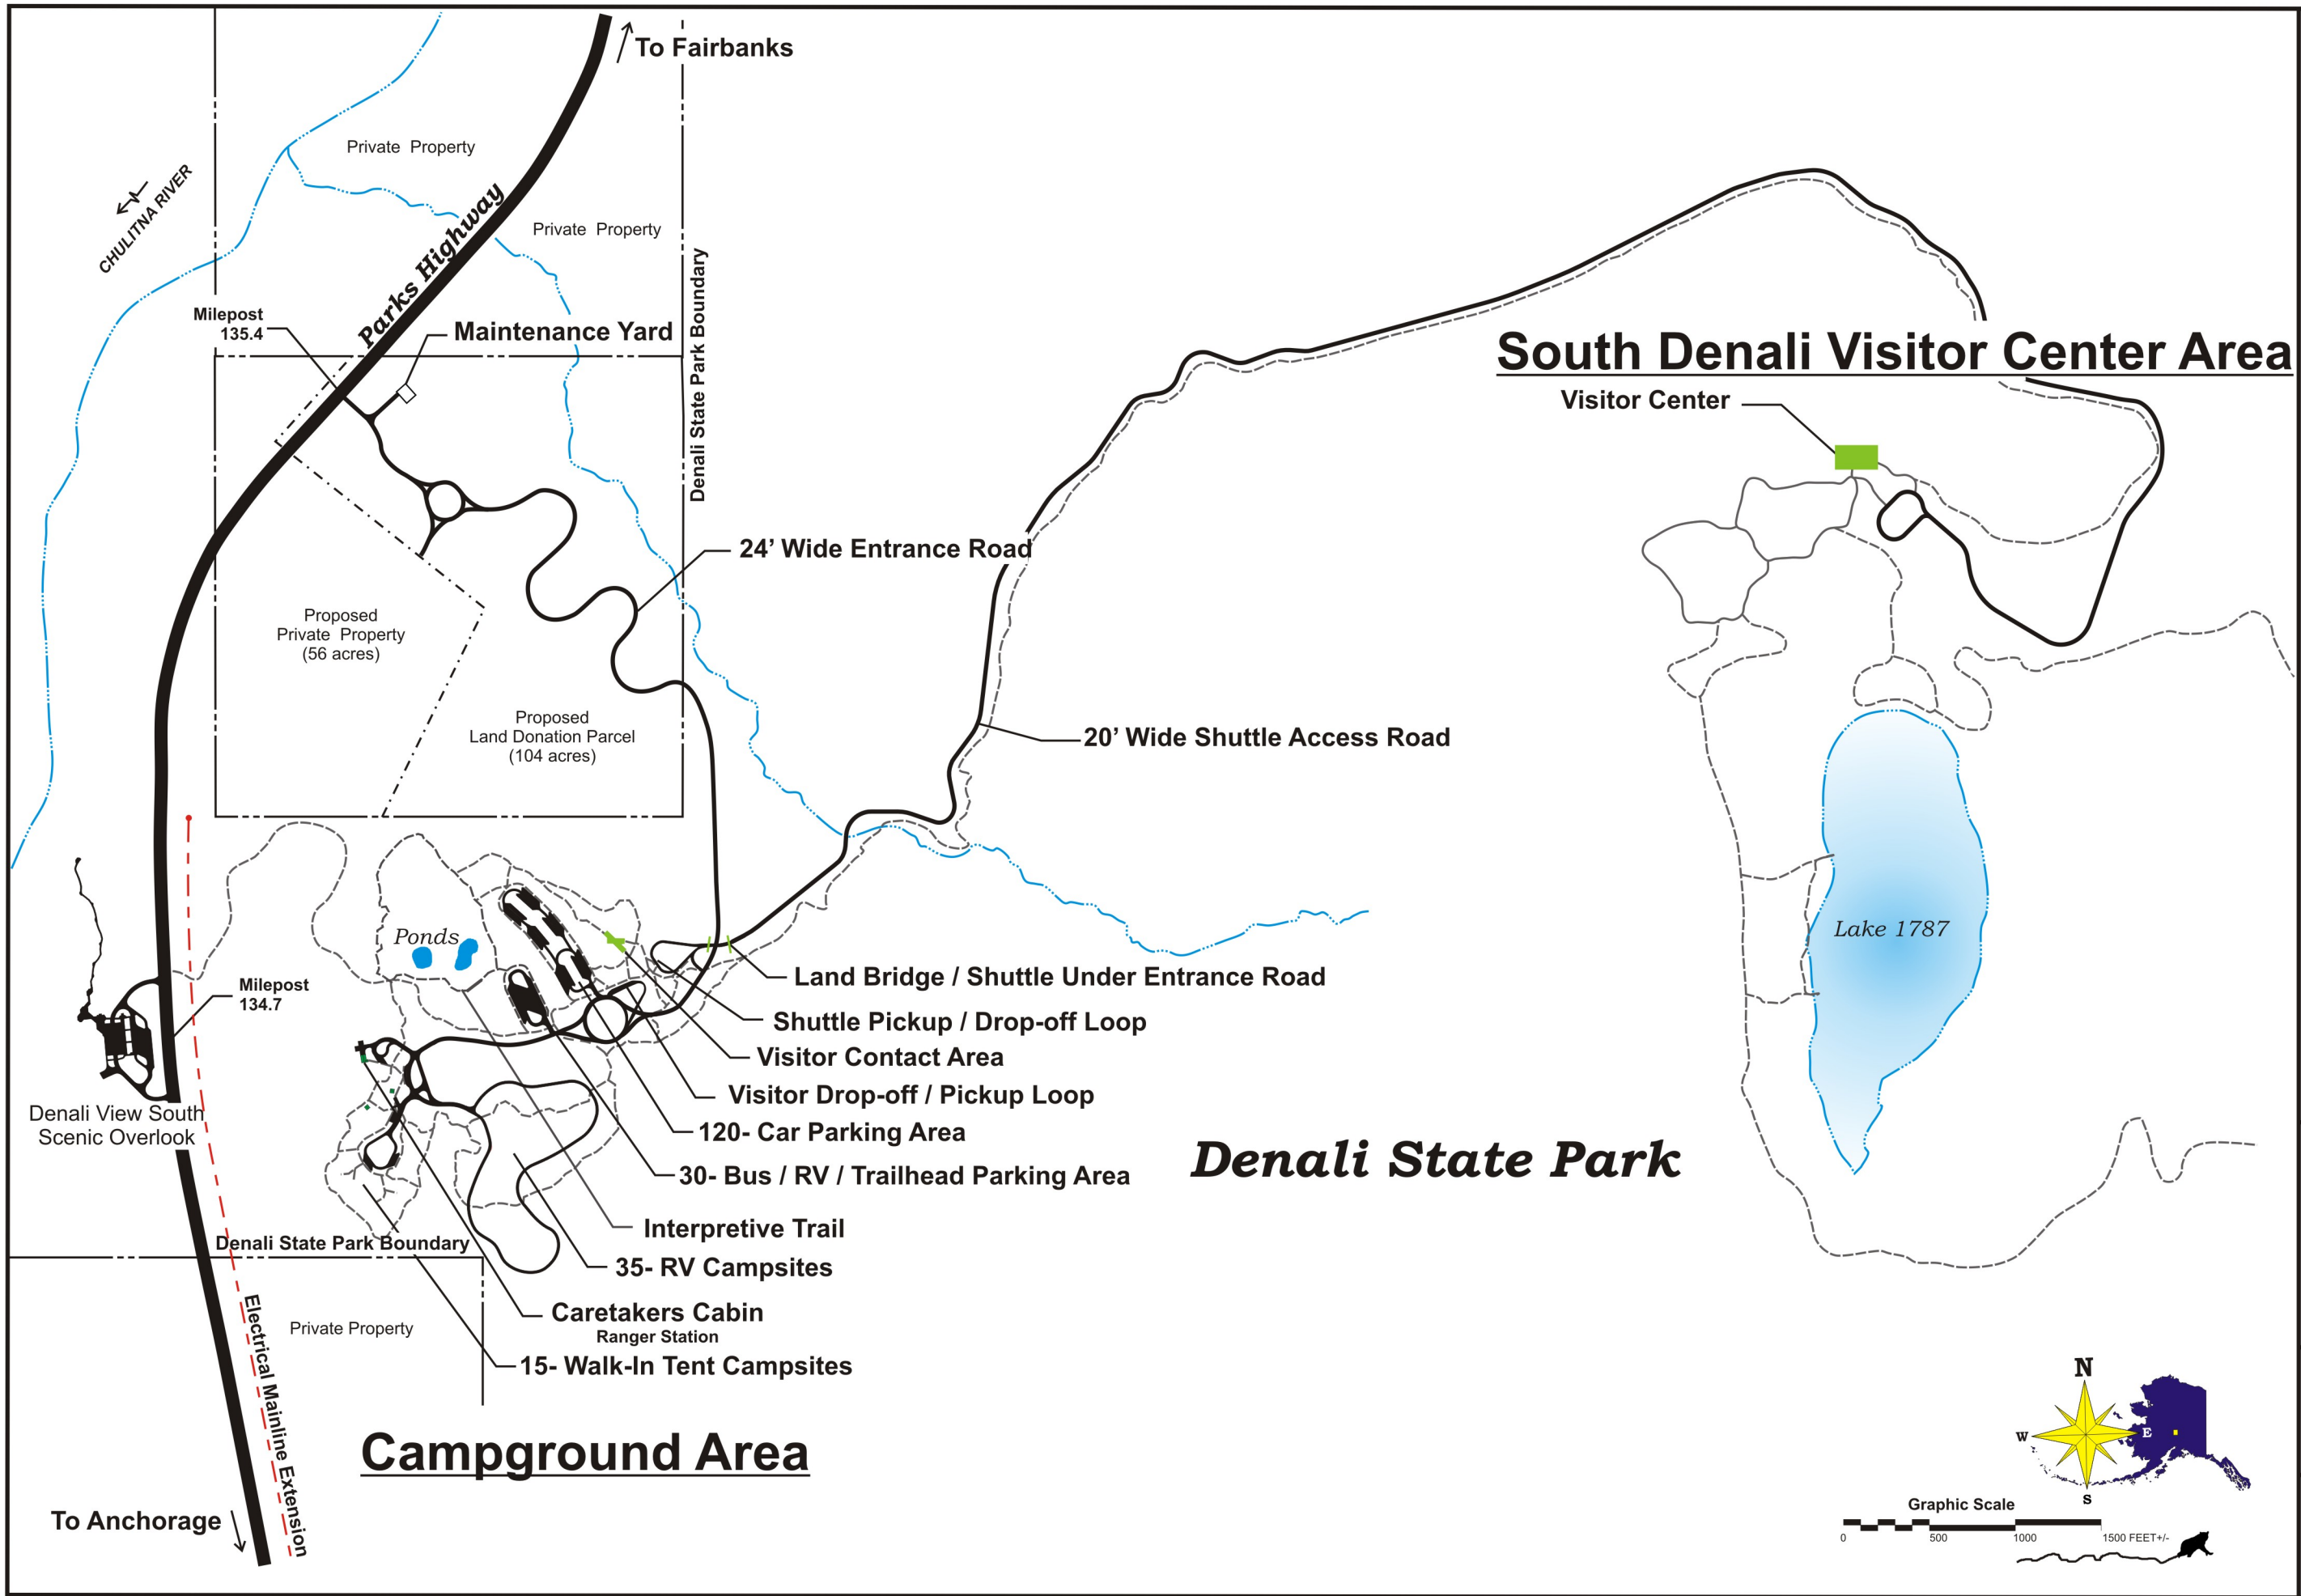 To Fairbanks
Private  Property
CHULITNA RIVER
Private  Property
Parks Highway
Denali State Park Boundary
Milepost
135.4
Maintenance Yard
South Denali Visitor Center Area
Visitor Center
24’ Wide Entrance Road
Proposed
Private  Property
(56 acres)
Proposed
Land Donation Parcel
(104 acres)
20’ Wide Shuttle Access Road
Ponds
Lake 1787
Milepost
134.7
Land Bridge / Shuttle Under Entrance Road
Shuttle Pickup / Drop-off Loop
Visitor Contact Area
Visitor Drop-off / Pickup Loop
Denali View South
Scenic Overlook
120- Car Parking Area
Denali State Park
30- Bus / RV / Trailhead Parking Area
Interpretive Trail
Denali State Park Boundary
35- RV Campsites
Electrical Mainline Extension
Private Property
Caretakers Cabin
Ranger Station
15- Walk-In Tent Campsites
Campground Area
To Anchorage
N
W
E
S
Graphic Scale
0 500 1000 1500 FEET+/-